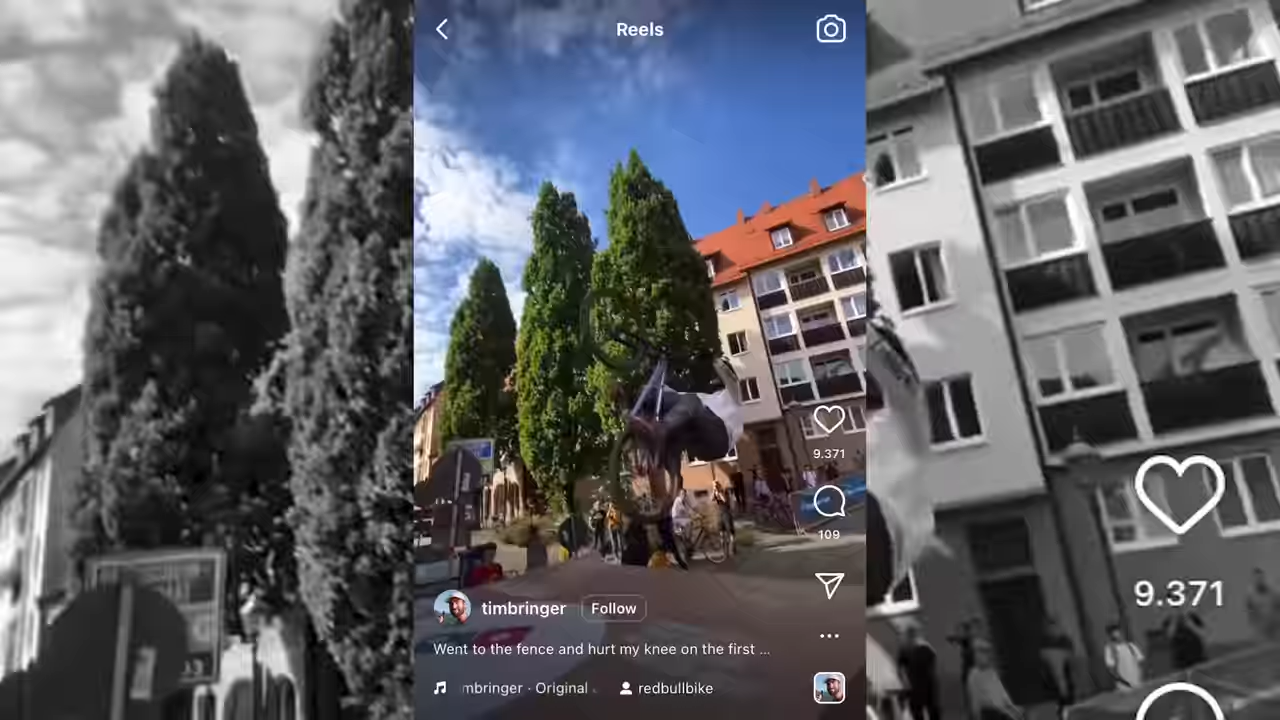 Reels
9.371
109
timbringer Follow
Went to the fence and hurt my knee on the first ...
mbringer · Original
redbullbike
9.371